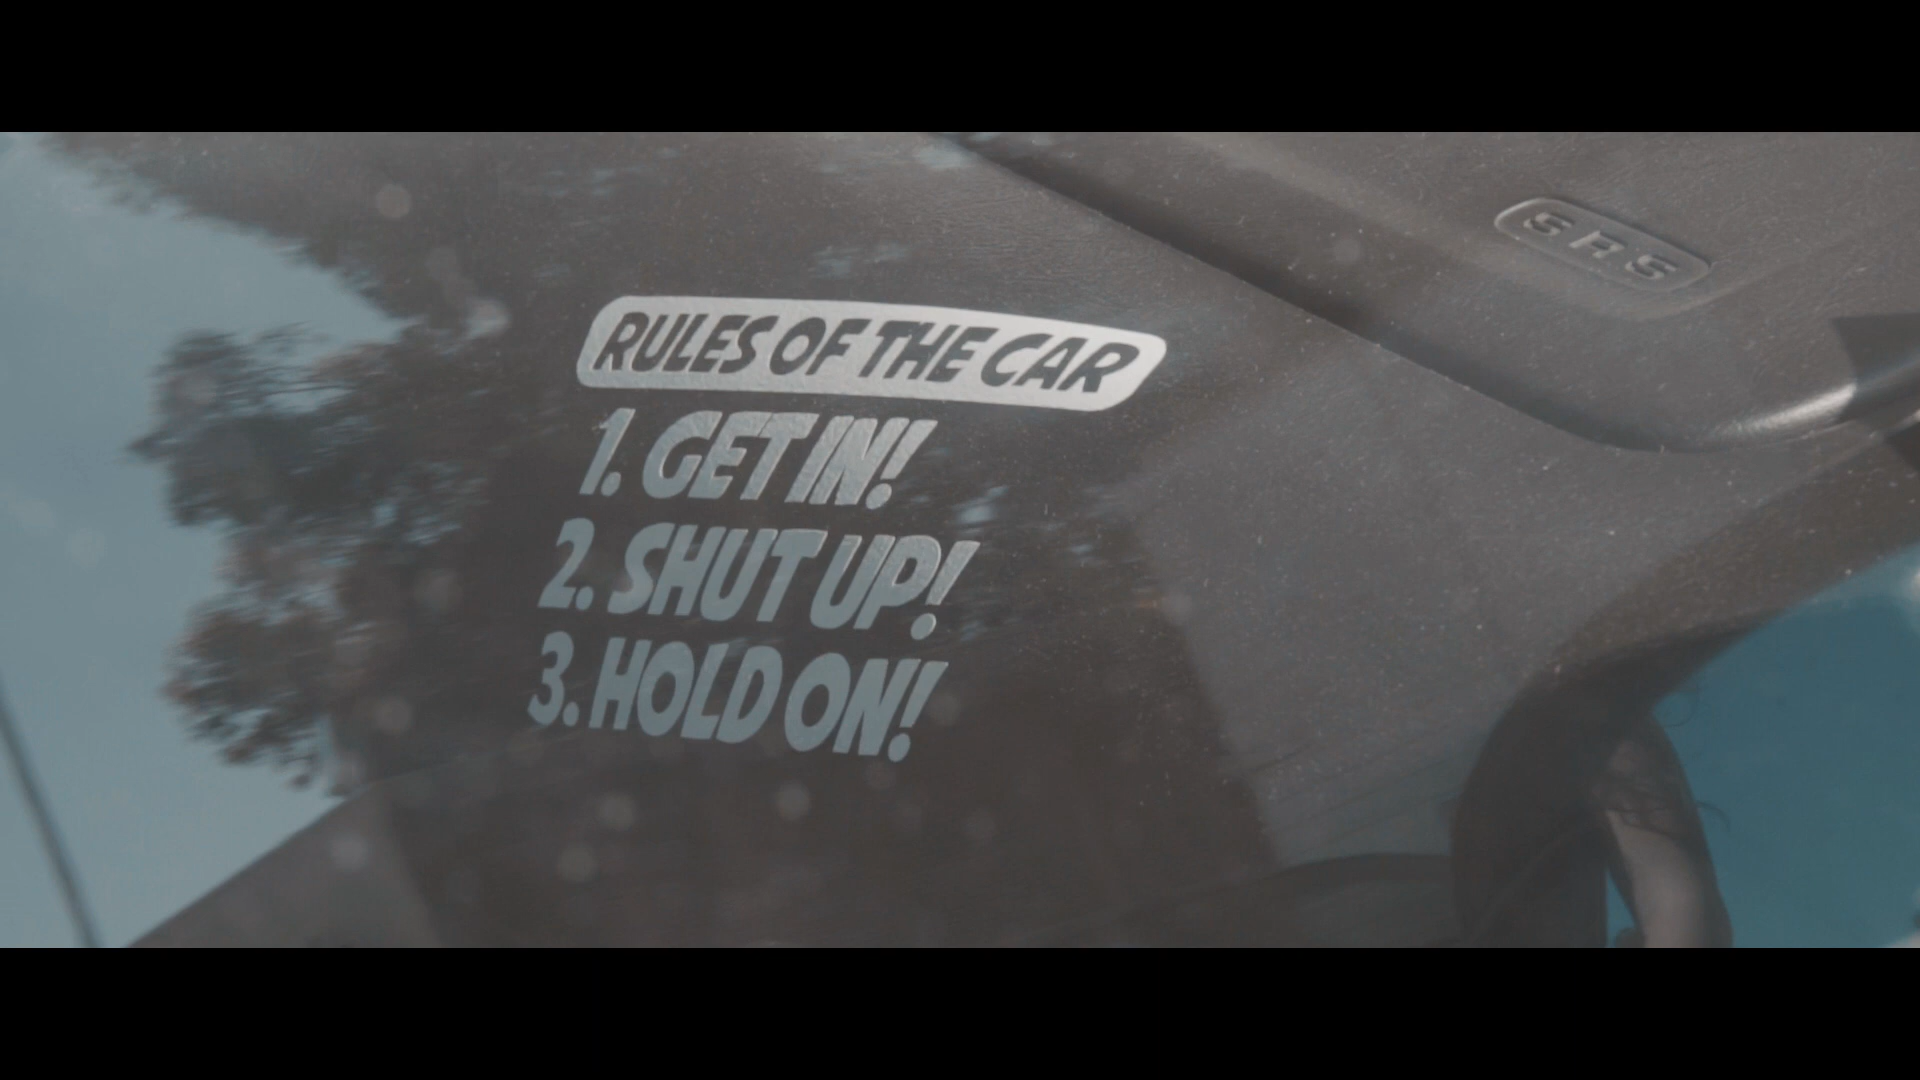 SRS
RULES OF THE CAR
1. GET IN!
2. SHUT UP!
3. HOLD ON!